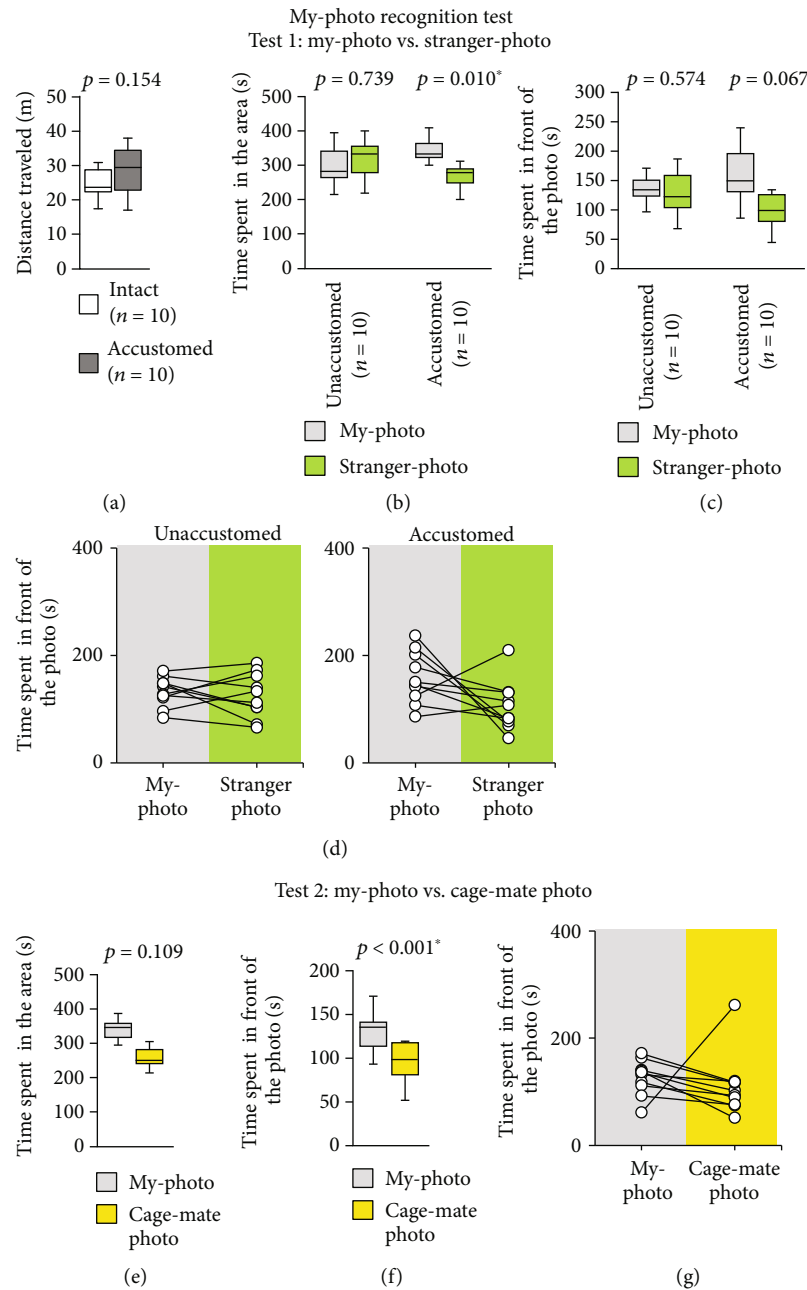 My-photo recognition test
Test 1: my-photo vs. stranger-photo
p = 0.154
Distance traveled (m)
50
40
30
20
10
0
Intact
(n = 10)
Accustomed
(n = 10)
(a)
p = 0.739
p = 0.010*
Time spent in the area (s)
500
400
300
200
100
0
Unaccustomed
(n = 10)
Accustomed
(n = 10)
My-photo
Stranger-photo
(b)
p = 0.574
p = 0.067
Time spent in front of
the photo (s)
300
250
200
150
100
50
0
Unaccustomed
(n = 10)
Accustomed
(n = 10)
My-photo
Stranger-photo
(c)
Unaccustomed
Time spent in front of
the photo (s)
400
200
0
My-
photo
Stranger
photo
Accustomed
Time spent in front of
the photo (s)
400
200
0
My-
photo
Stranger
photo
(d)
Test 2: my-photo vs. cage-mate photo
p = 0.109
Time spent in the area (s)
500
400
300
200
100
0
My-photo
Cage-mate
photo
(e)
p < 0.001*
Time spent in front of
the photo (s)
200
150
100
50
0
My-photo
Cage-mate
photo
(f)
Time spent in front of
the photo (s)
400
200
0
My-
photo
Cage-mate
photo
(g)